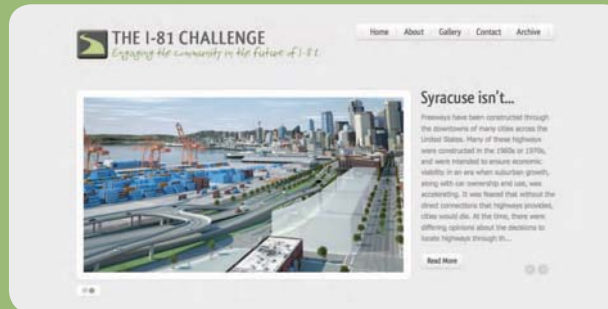 THE I-81 CHALLENGE
Engaging the community in the future of I-81
Home About Gallery Contact Archive
Syracuse isn't...
Freeways have been constructed through
the downtowns of many cities across the
United States. Many of these highways
were constructed in the 1960s or 1970s,
and were intended to ensure economic
viability in an era when suburban growth,
along with car ownership and use, was
accelerating. It was feared that without the
direct connections that highways provided,
cities would die. At the time, there were
differing opinions about the decisions to
locate highways through th...
Read More